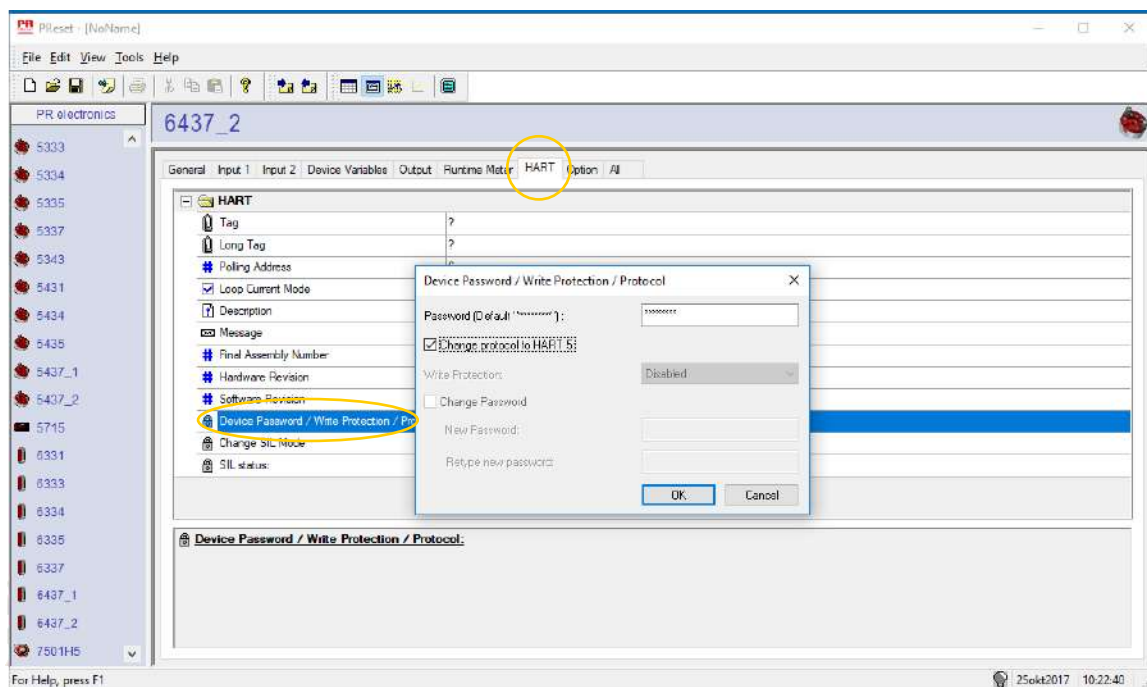 PR PReset - [NoName]
File Edit View Tools Help
PR electronics
6437_2
5333
5334
5335
5337
5343
5431
5434
5435
5437_1
5437_2
5715
6331
6333
6334
6335
6337
6437_1
6437_2
7501H5
General Input 1 Input 2 Device Variables Output Runtime Meter HART Option All
HART
Tag ?
Long Tag ?
Polling Address
Loop Current Mode
Description
Message
Final Assembly Number
Hardware Revision
Software Revision
Device Password / Write Protection / Pro
Change SIL Mode
SIL status:
Device Password / Write Protection / Protocol
Password (Default "********") :
********
Change protocol to HART 5
Write Protection: Disabled
Change Password
New Password:
Retype new password:
OK Cancel
Device Password / Write Protection / Protocol:
For Help, press F1
25okt2017 10:22:40